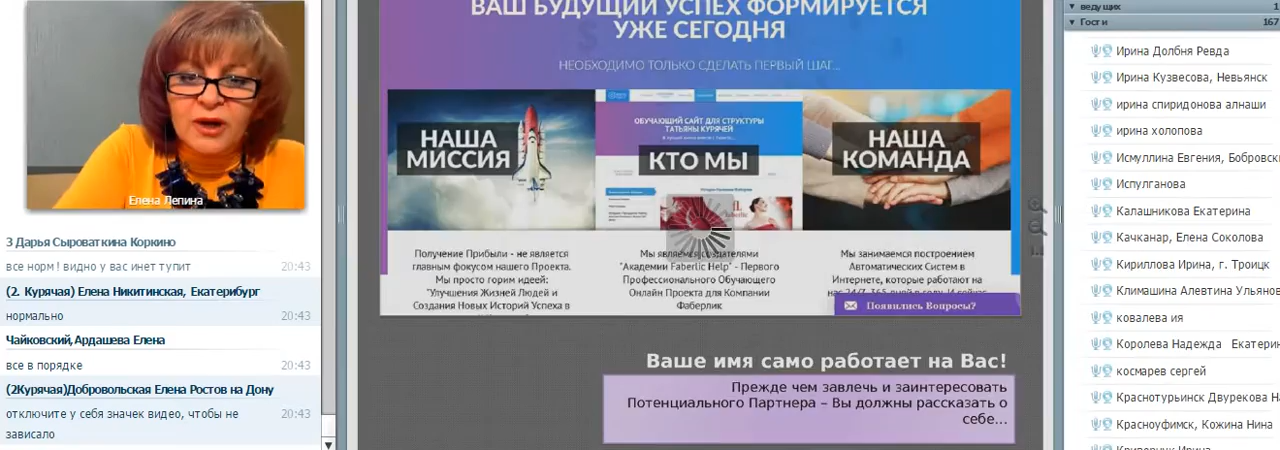 Елена Лепина
3 Дарья Сыроваткина Коркино
все норм! видно у вас инет тупит 20:43
(2. Курячая) Елена Никитинская, Екатерибург
нормально 20:43
Чайковский,Ардашева Елена
все в порядке 20:43
(2Курячая)Добровольская Елена Ростов на Дону
отключите у себя значек видео, чтобы не 20:43
зависало
ВАШ БУДУЩИЙ УСПЕХ ФОРМИРУЕТСЯ
УЖЕ СЕГОДНЯ
НЕОБХОДИМО ТОЛЬКО СДЕЛАТЬ ПЕРВЫЙ ШАГ...
НАША
МИССИЯ
ОБУЧАЮЩИЙ САЙТ ДЛЯ СТРУКТУРЫ
ТАТЬЯНЫ КУРЯЧЕЙ
КТО МЫ
НАША
КОМАНДА
Получение Прибыли - не является
главным фокусом нашего Проекта.
Мы просто горим идеей:
"Улучшения Жизней Людей и
Создания Новых Историй Успеха в
Мы являемся создателями
"Академии Faberlic Help" - Первого
Профессионального Обучающего
Онлайн Проекта для Компании
Фаберлик
Мы занимаемся построением
Автоматических Систем в
Интернете, которые работают на
Появились Вопросы?
Ваше имя само работает на Вас!
Прежде чем завлечь и заинтересовать
Потенциального Партнера – Вы должны рассказать о
себе...
ведущих 1
Гости 167
Ирина Долбня Ревда
Ирина Кузвесова, Невьянск
ирина спиридонова алнаши
ирина холопова
Исмуллина Евгения, Бобровски
Испулганова
Калашникова Екатерина
Качканар, Елена Соколова
Кириллова Ирина, г. Троицк
Климашина Алевтина Ульянов
ковалева ия
Королева Надежда Екатерин
космарев сергей
Краснотурьинск Двурекова На
Красноуфимск, Кожина Нина